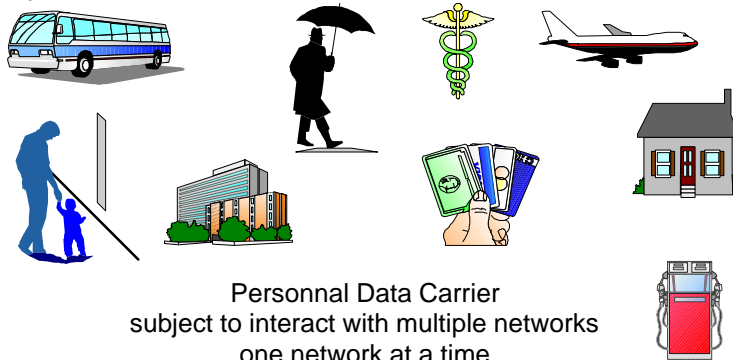 Personnal Data Carrier
subject to interact with multiple networks
one network at a time